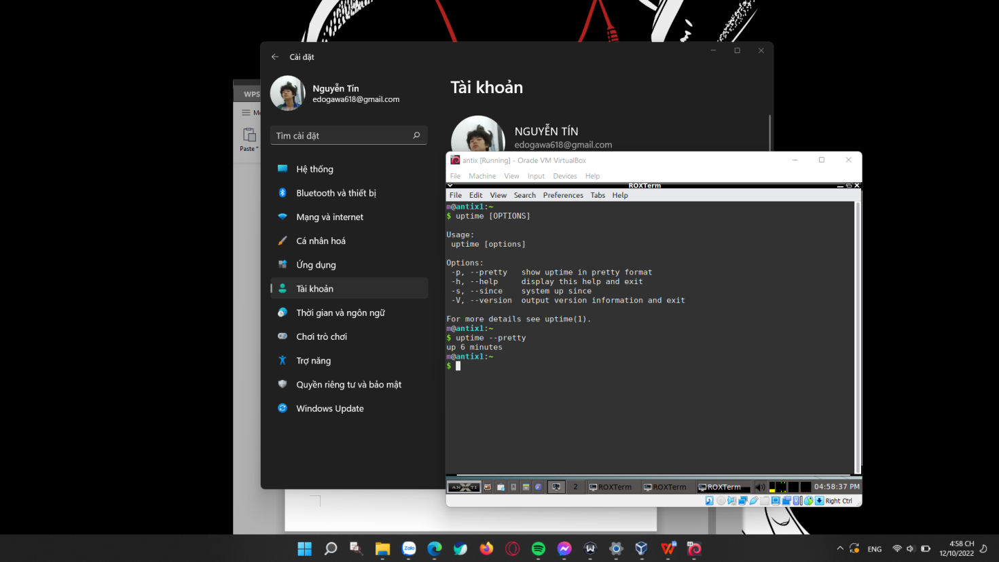 Cài đặt
WPS
Me
Paste
Nguyễn Tín
edogawa618@gmail.com
Tìm cài đặt
Hệ thống
Bluetooth và thiết bị
Mạng và internet
Cá nhân hoá
Ứng dụng
Tài khoản
Thời gian và ngôn ngữ
Chơi trò chơi
Trợ năng
Quyền riêng tư và bảo mật
Windows Update
Tài khoản
NGUYỄN TÍN
edogawa618@gmail.com
antix [Running] - Oracle VM VirtualBox
File Machine View Input Devices Help
ROXTerm
File Edit View Search Preferences Tabs Help
m@antix1:~
$ uptime [OPTIONS]
Usage:
uptime [options]
Options:
-p, --pretty show uptime in pretty format
-h, --help display this help and exit
-s, --since system up since
-V, --version output version information and exit
For more details see uptime(1).
m@antix1:~
$ uptime --pretty
up 6 minutes
m@antix1:~
$
2 ROXTerm ROXTerm ROXTerm 04:58:37 PM
Right Ctrl
Zalo
ENG
4:58 CH
12/10/2022